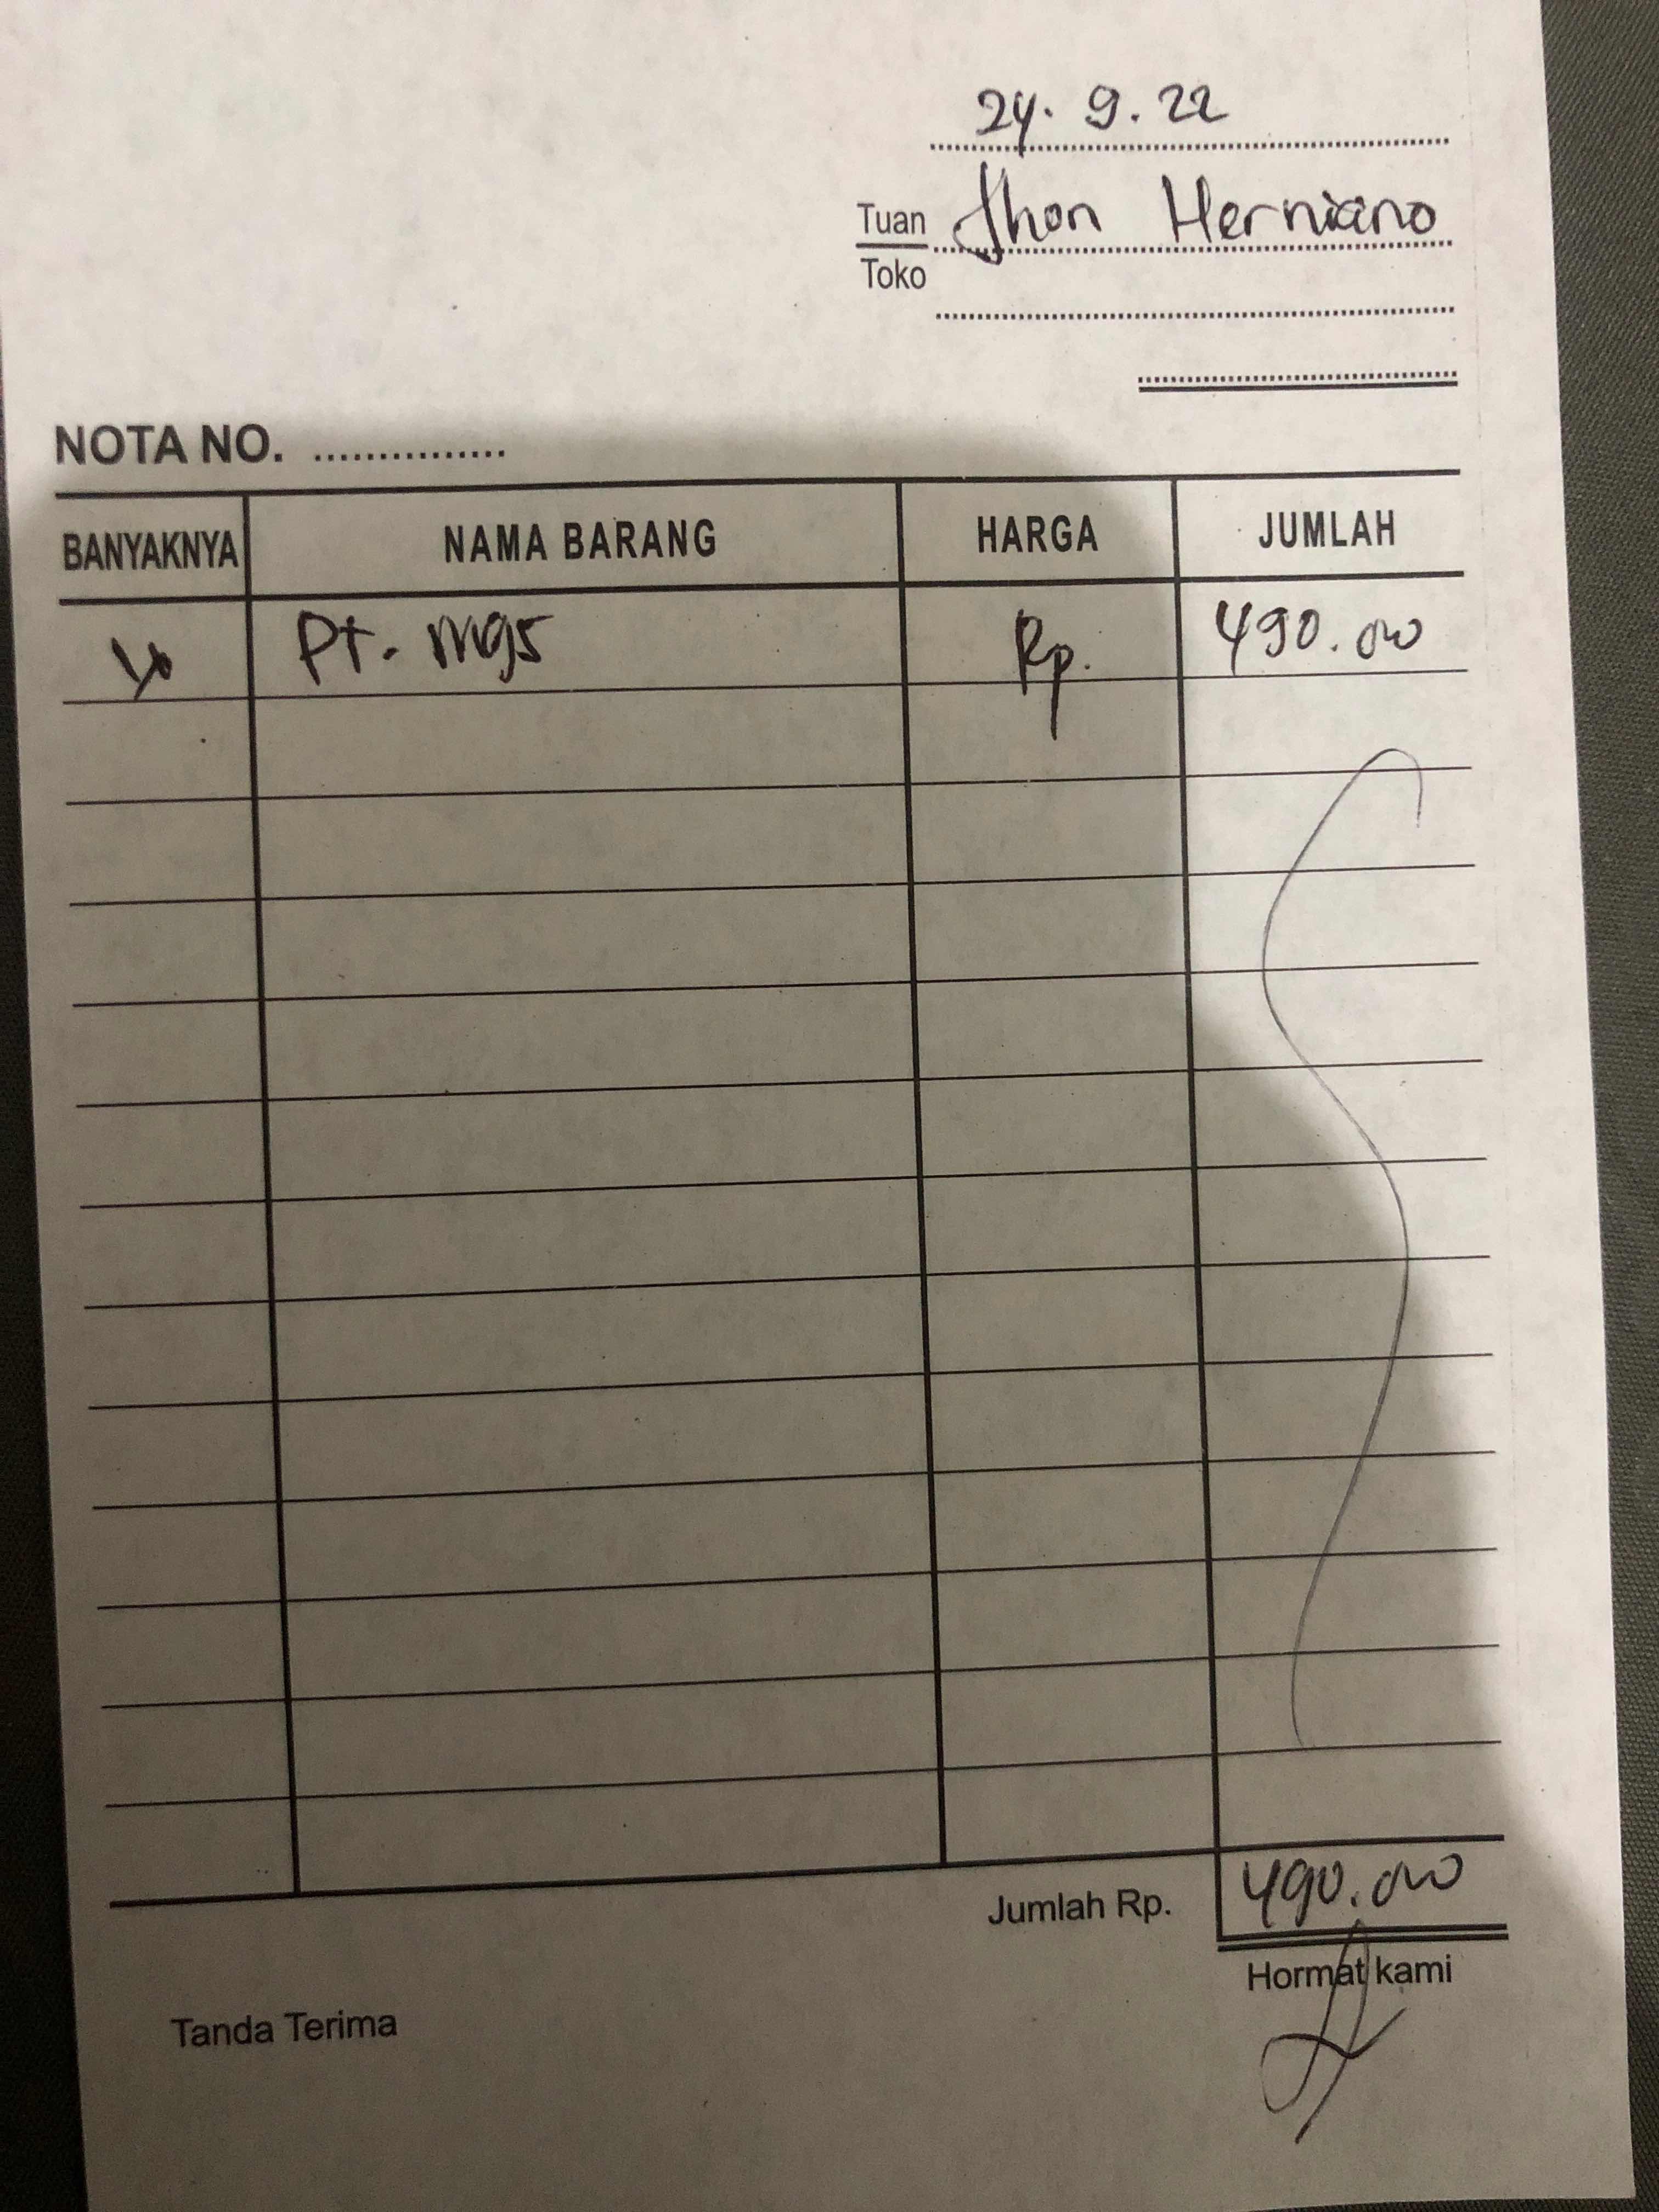 24. 9. 22
Tuan Jhon Herniano
Toko
NOTA NO. ...............
BANYAKNYA NAMA BARANG HARGA JUMLAH
Pt. mgs Rp. 490.000
Jumlah Rp. 490.000
Hormat kami
Tanda Terima